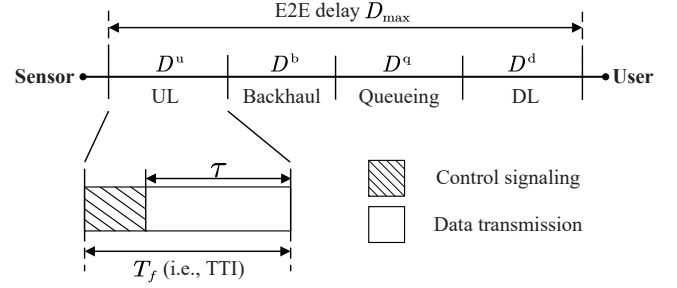 E2E delay D_max
D^u D^b D^q D^d
Sensor User
UL Backhaul Queueing DL
τ
Control signaling
Data transmission
T_f (i.e., TTI)